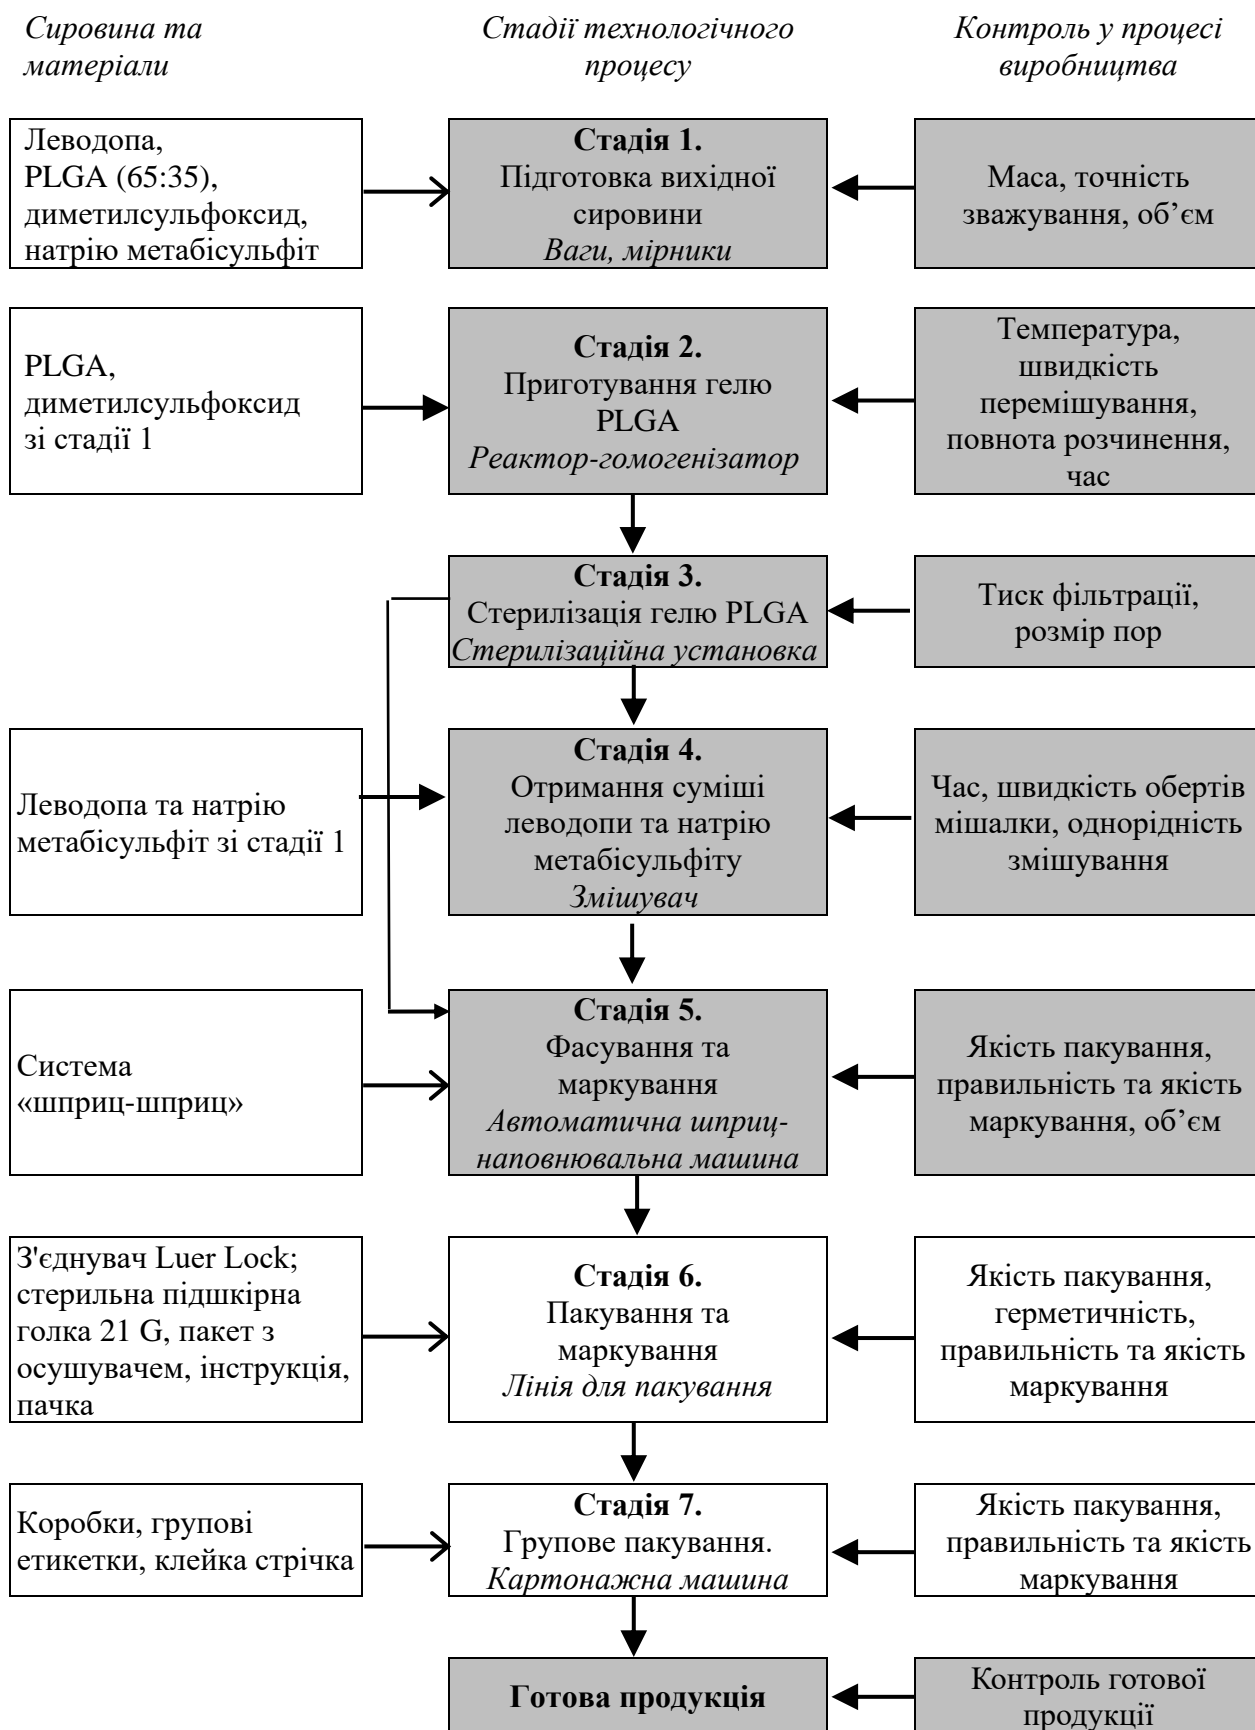 Сировина та
матеріали
Стадії технологічного
процесу
Контроль у процесі
виробництва
Леводопа,
PLGA (65:35),
диметилсульфоксид,
натрію метабісульфіт
Стадія 1.
Підготовка вихідної
сировини
Ваги, мірники
Маса, точність
зважування, об’єм
PLGA,
диметилсульфоксид
зі стадії 1
Стадія 2.
Приготування гелю
PLGA
Реактор-гомогенізатор
Температура,
швидкість
перемішування,
повнота розчинення,
час
Стадія 3.
Стерилізація гелю PLGA
Стерилізаційна установка
Тиск фільтрації,
розмір пор
Леводопа та натрію
метабісульфіт зі стадії 1
Стадія 4.
Отримання суміші
леводопи та натрію
метабісульфіту
Змішувач
Час, швидкість обертів
мішалки, однорідність
змішування
Система
«шприц-шприц»
Стадія 5.
Фасування та
маркування
Автоматична шприц-
наповнювальна машина
Якість пакування,
правильність та якість
маркування, об’єм
З'єднувач Luer Lock;
стерильна підшкірна
голка 21 G, пакет з
осушувачем, інструкція,
пачка
Стадія 6.
Пакування та
маркування
Лінія для пакування
Якість пакування,
герметичність,
правильність та якість
маркування
Коробки, групові
етикетки, клейка стрічка
Стадія 7.
Групове пакування.
Картонажна машина
Якість пакування,
правильність та якість
маркування
Готова продукція
Контроль готової
продукції